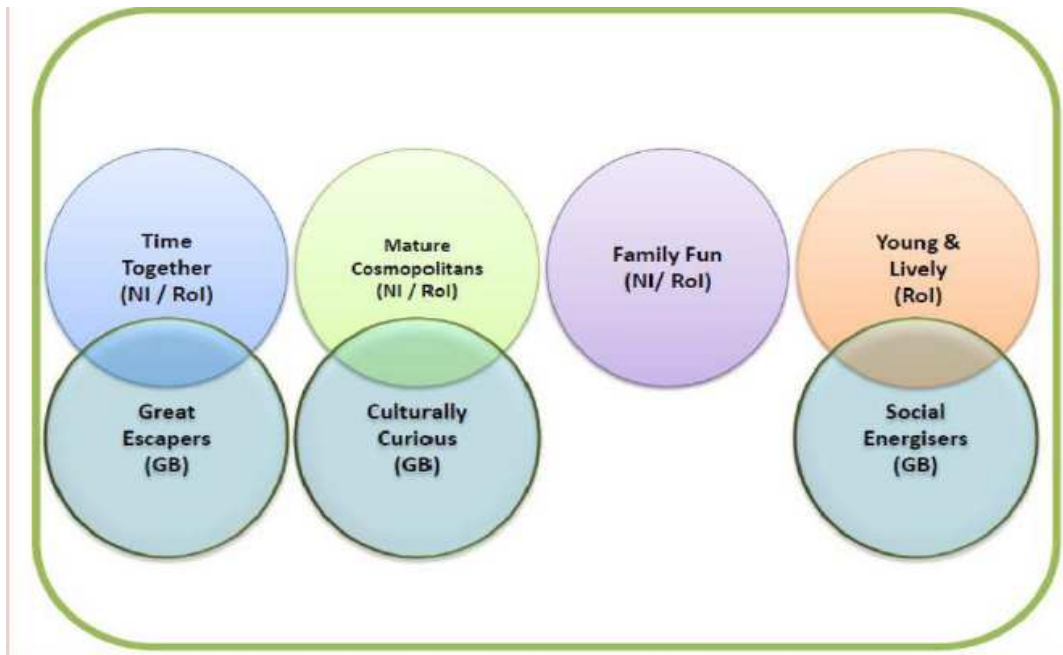 Time
Together
(NI / RoI)
Mature
Cosmopolitans
(NI / RoI)
Family Fun
(NI/ RoI)
Young &
Lively
(RoI)
Great
Escapers
(GB)
Culturally
Curious
(GB)
Social
Energisers
(GB)